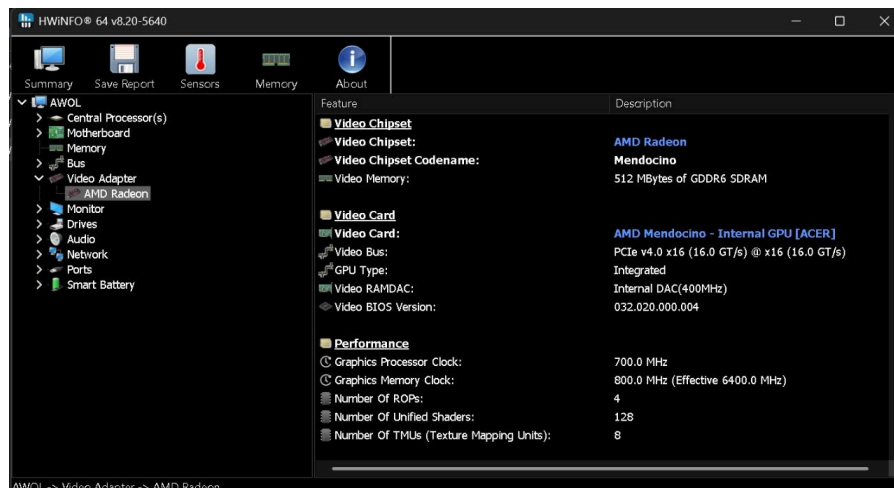 HWiNFO® 64 v8.20-5640
Summary Save Report Sensors Memory About
AWOL
Central Processor(s)
Motherboard
Memory
Bus
Video Adapter
AMD Radeon
Monitor
Drives
Audio
Network
Ports
Smart Battery
Feature Description
Video Chipset
Video Chipset: AMD Radeon
Video Chipset Codename: Mendocino
Video Memory: 512 MBytes of GDDR6 SDRAM
Video Card
Video Card: AMD Mendocino - Internal GPU [ACER]
Video Bus: PCIe v4.0 x16 (16.0 GT/s) @ x16 (16.0 GT/s)
GPU Type: Integrated
Video RAMDAC: Internal DAC(400MHz)
Video BIOS Version: 032.020.000.004
Performance
Graphics Processor Clock: 700.0 MHz
Graphics Memory Clock: 800.0 MHz (Effective 6400.0 MHz)
Number Of ROPs: 4
Number Of Unified Shaders: 128
Number Of TMUs (Texture Mapping Units): 8
AWOL -> Video Adapter -> AMD Radeon